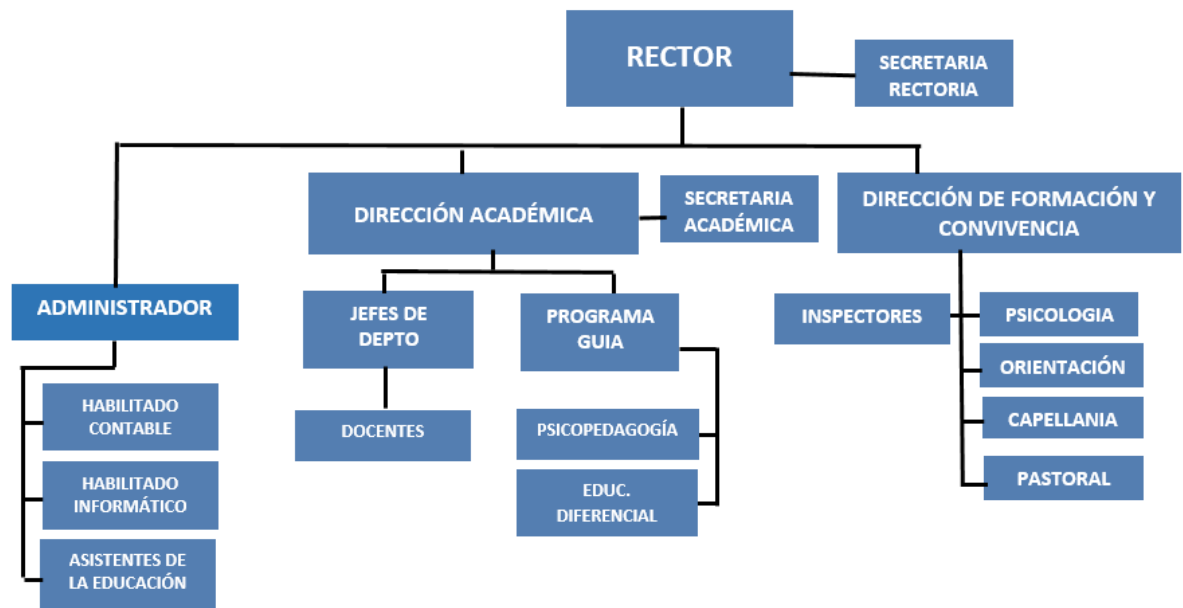 RECTOR
SECRETARIA
RECTORIA
DIRECCIÓN ACADÉMICA
SECRETARIA
ACADÉMICA
DIRECCIÓN DE FORMACIÓN Y
CONVIVENCIA
ADMINISTRADOR
JEFES DE
DEPTO
PROGRAMA
GUIA
INSPECTORES
PSICOLOGIA
ORIENTACIÓN
HABILITADO
CONTABLE
DOCENTES
PSICOPEDAGOGÍA
CAPELLANIA
HABILITADO
INFORMÁTICO
EDUC.
DIFERENCIAL
PASTORAL
ASISTENTES DE
LA EDUCACIÓN